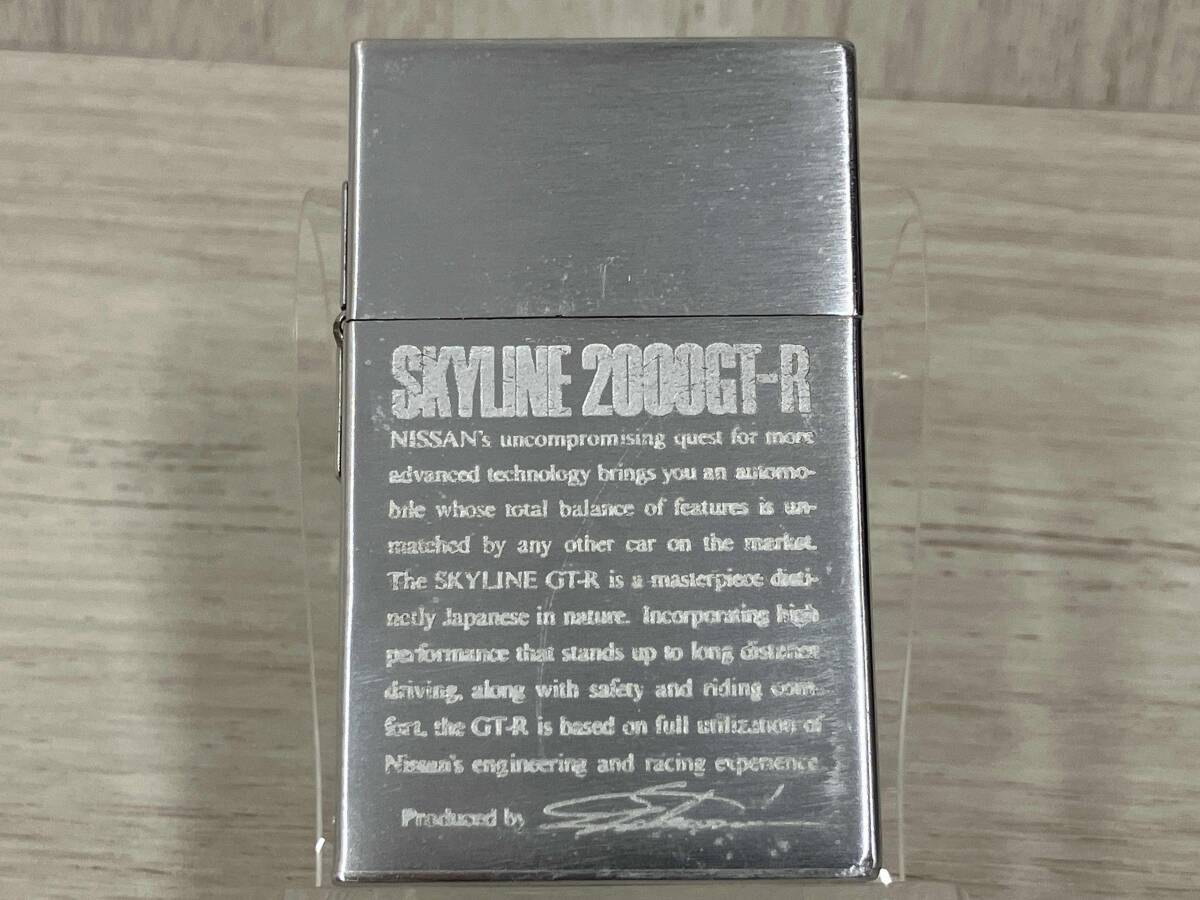 SKYLINE 2000GT-R
NISSAN's uncompromising quest for more
advanced technology brings you an automo-
bile whose total balance of features is un-
matched by any other car on the market.
The SKYLINE GT-R is a masterpiece disti-
nctly Japanese in nature. Incorporating high
performance that stands up to long distance
driving, along with safety and riding com-
fort, the GT-R is based on full utilization of
Nissan's engineering and racing experience
Produced by